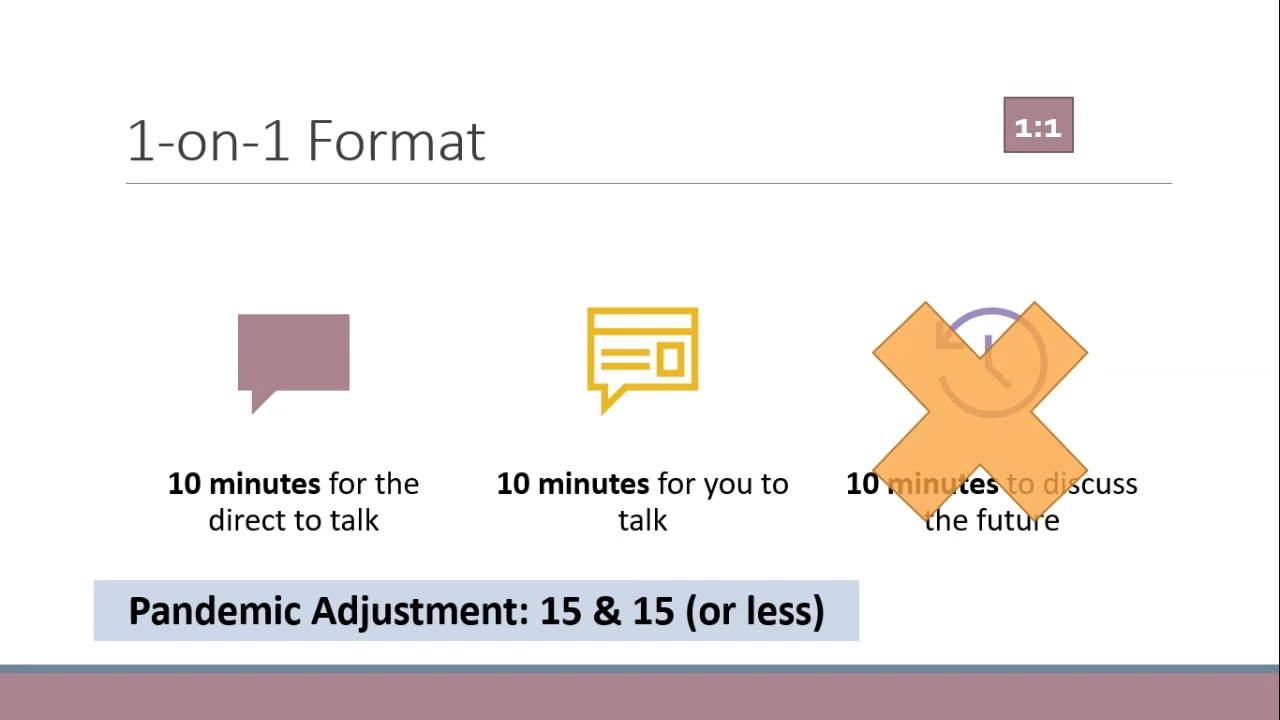 1-on-1 Format
1:1
10 minutes for the
direct to talk
10 minutes for you to
talk
10 minutes to discuss
the future
Pandemic Adjustment: 15 & 15 (or less)